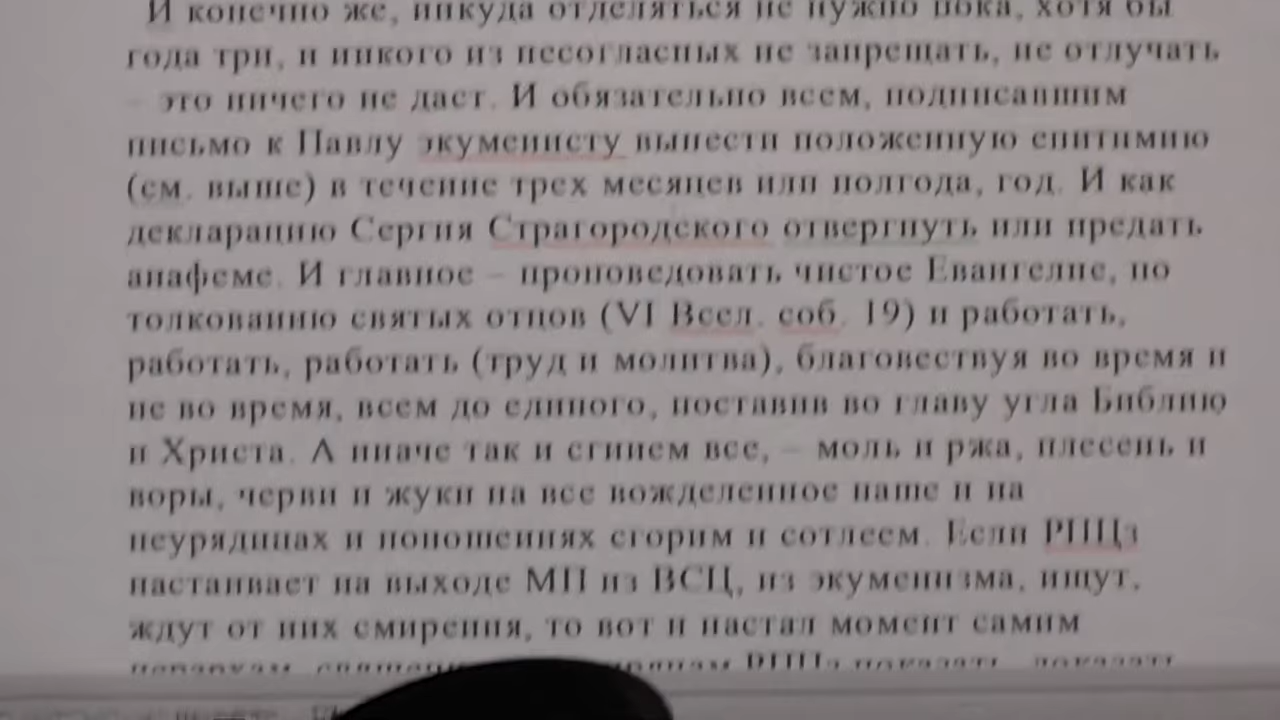 И конечно же, никуда отделяться не нужно пока, хотя бы
года три, и никого из несогласных не запрещать, не отлучать
– это ничего не даст. И обязательно всем, подписавшим
письмо к Павлу экуменисту вынести положенную епитимию
(см. выше) в течение трех месяцев или полгода, год. И как
декларацию Сергия Страгородского отвергнуть или предать
анафеме. И главное – проповедовать чистое Евангелие, по
толкованию святых отцов (VI Всел. соб. 19) и работать,
работать, работать (труд и молитва), благовествуя во время и
не во время, всем до единого, поставив во главу угла Библию
и Христа. А иначе так и сгинем все, – моль и ржа, плесень и
воры, черви и жуки на все вожделенное наше и на
неурядицах и поношениях сгорим и сотлеем. Если РПЦз
настаивает на выходе МП из ВСЦ, из экуменизма, ищут,
ждут от них смирения, то вот и настал момент самим
РПЦз показать, доказать